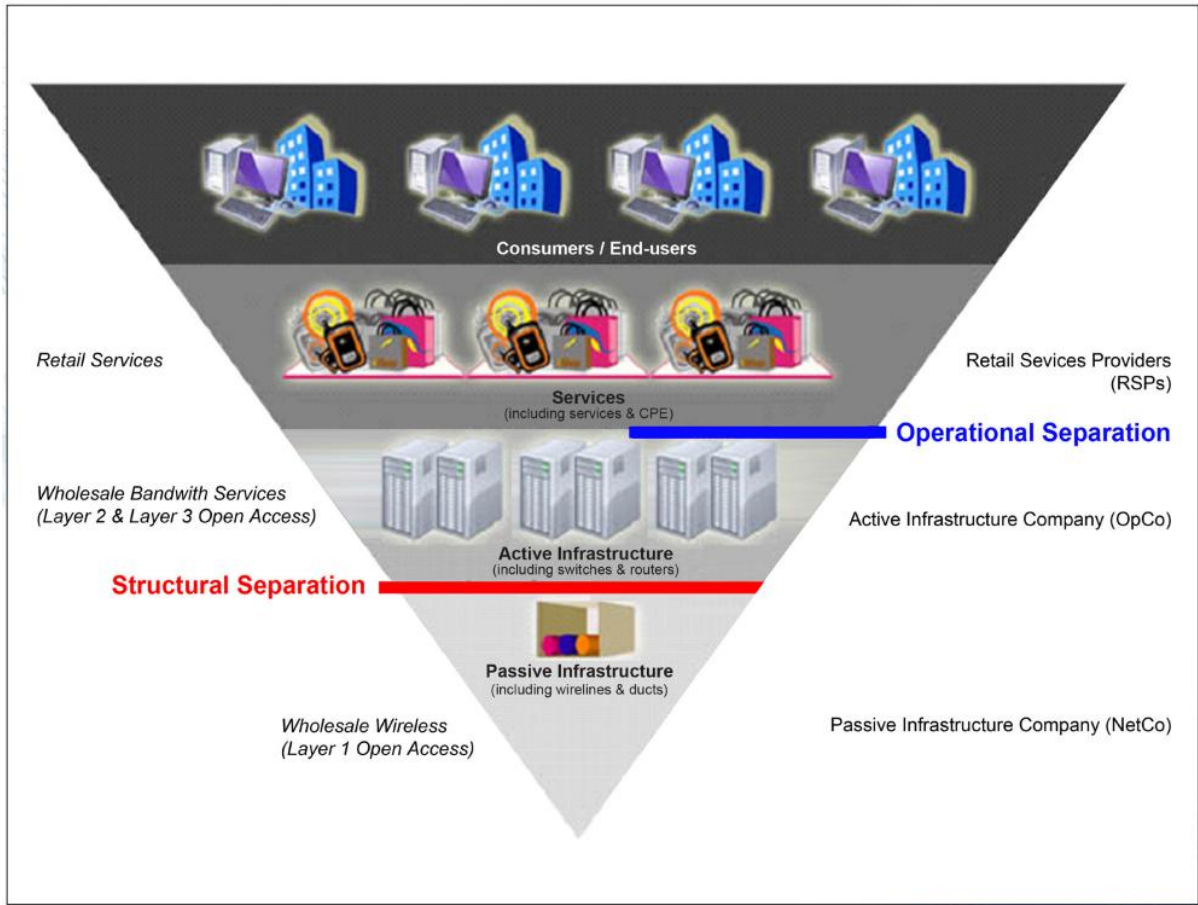 Consumers / End-users
Retail Services
Services
(including services & CPE)
Retail Sevices Providers
(RSPs)
Operational Separation
Wholesale Bandwith Services
(Layer 2 & Layer 3 Open Access)
Active Infrastructure
(including switches & routers)
Active Infrastructure Company (OpCo)
Structural Separation
Passive Infrastructure
(including wirelines & ducts)
Wholesale Wireless
(Layer 1 Open Access)
Passive Infrastructure Company (NetCo)